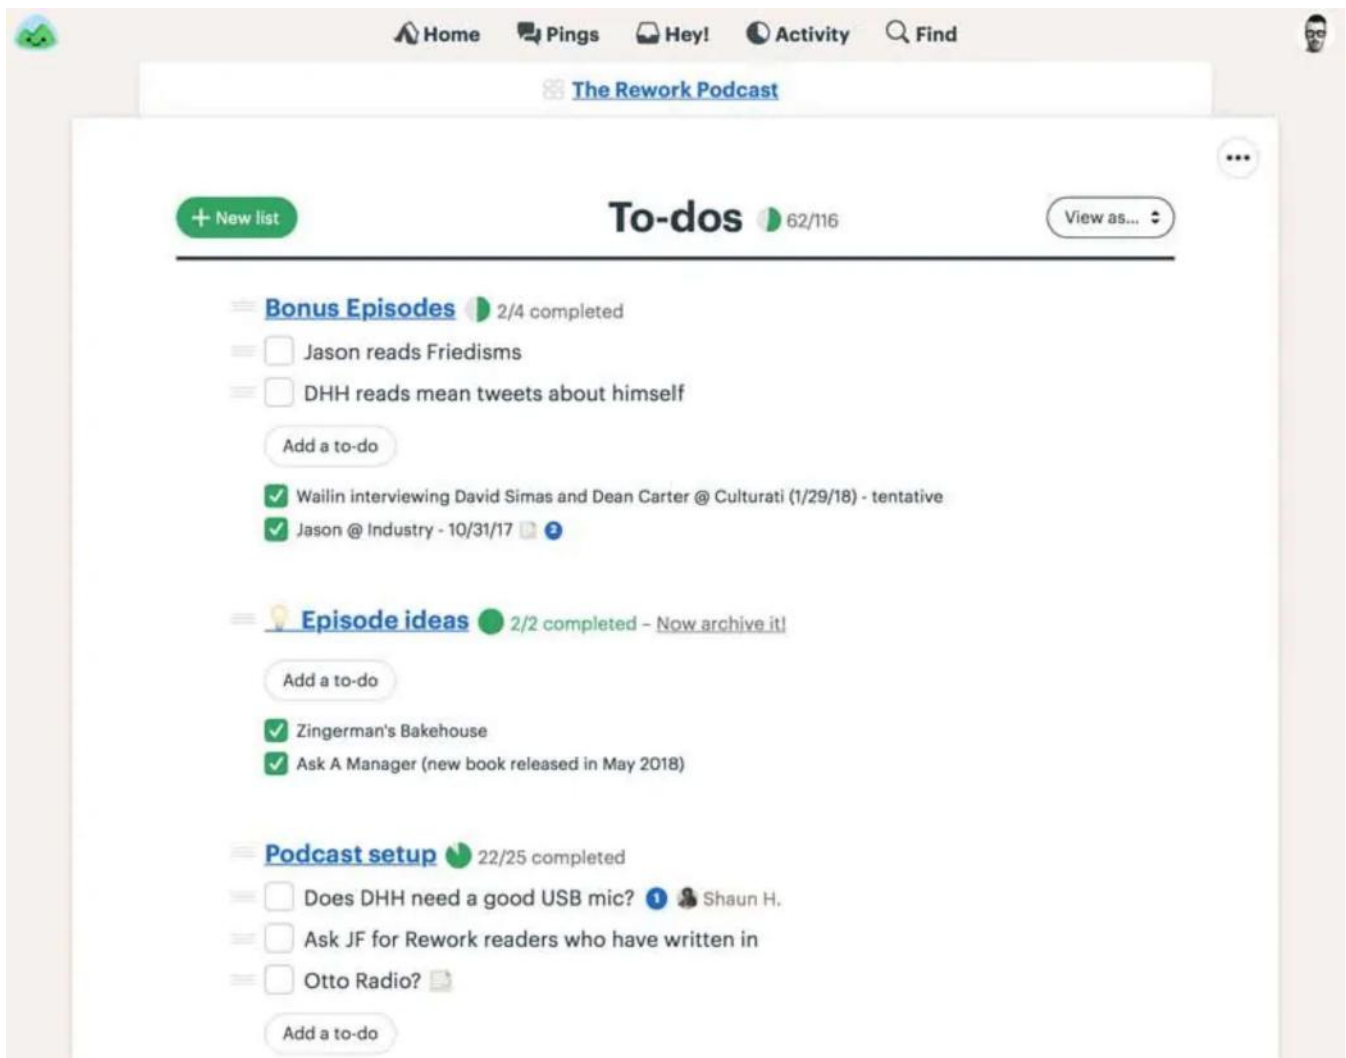 Home Pings Hey! Activity Find
The Rework Podcast
+ New list To-dos 62/116 View as...
Bonus Episodes 2/4 completed
Jason reads Friedisms
DHH reads mean tweets about himself
Add a to-do
Wailin interviewing David Simas and Dean Carter @ Culturati (1/29/18) - tentative
Jason @ Industry - 10/31/17 2
Episode ideas 2/2 completed – Now archive it!
Add a to-do
Zingerman's Bakehouse
Ask A Manager (new book released in May 2018)
Podcast setup 22/25 completed
Does DHH need a good USB mic? 1 Shaun H.
Ask JF for Rework readers who have written in
Otto Radio?
Add a to-do